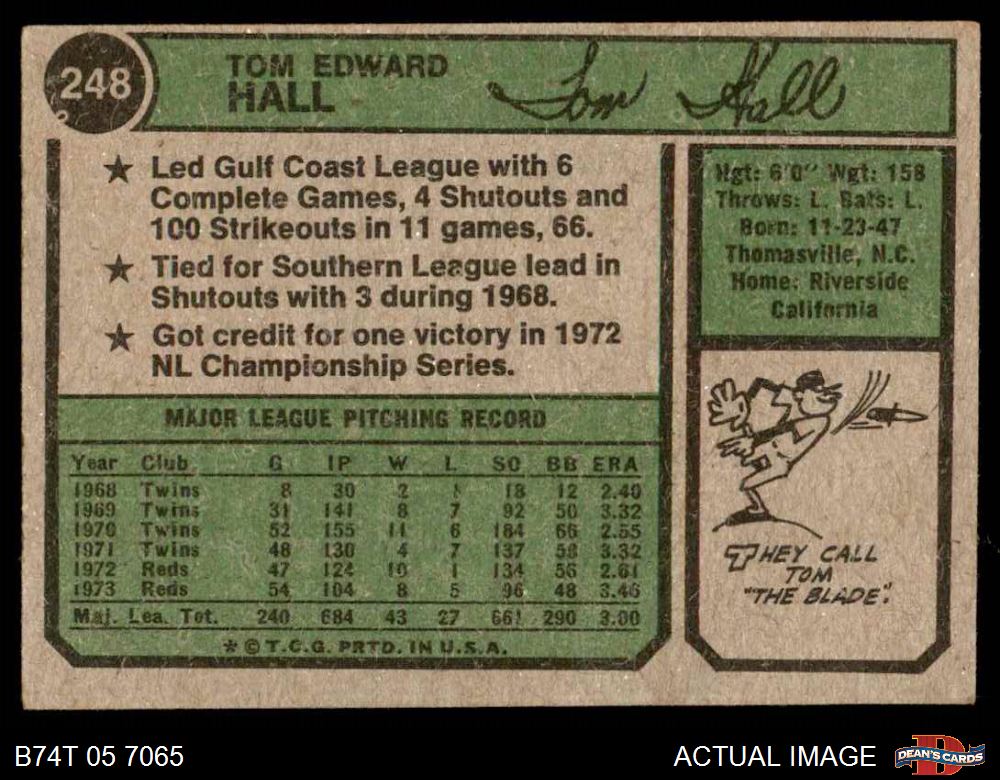 248
TOM EDWARD
HALL
Tom Hall
★ Led Gulf Coast League with 6
Complete Games, 4 Shutouts and
100 Strikeouts in 11 games, 66.
★ Tied for Southern League lead in
Shutouts with 3 during 1968.
★ Got credit for one victory in 1972
NL Championship Series.
Hgt: 6'0" Wgt: 158
Throws: L. Bats: L.
Born: 11-23-47
Thomasville, N.C.
Home: Riverside
California
MAJOR LEAGUE PITCHING RECORD
Year Club G IP W L SO BB ERA
1968 Twins 8 30 2 1 18 12 2.40
1969 Twins 31 141 8 7 92 50 3.32
1970 Twins 52 155 11 6 184 66 2.55
1971 Twins 48 130 4 7 137 58 3.32
1972 Reds 47 124 10 1 134 56 2.61
1973 Reds 54 104 8 5 96 48 3.46
Maj. Lea. Tot. 240 684 43 27 661 290 3.00
* © T.C.G. PRTD. IN U.S.A.
THEY CALL
TOM
"THE BLADE".
B74T 05 7065
ACTUAL IMAGE
DEAN'S CARDS